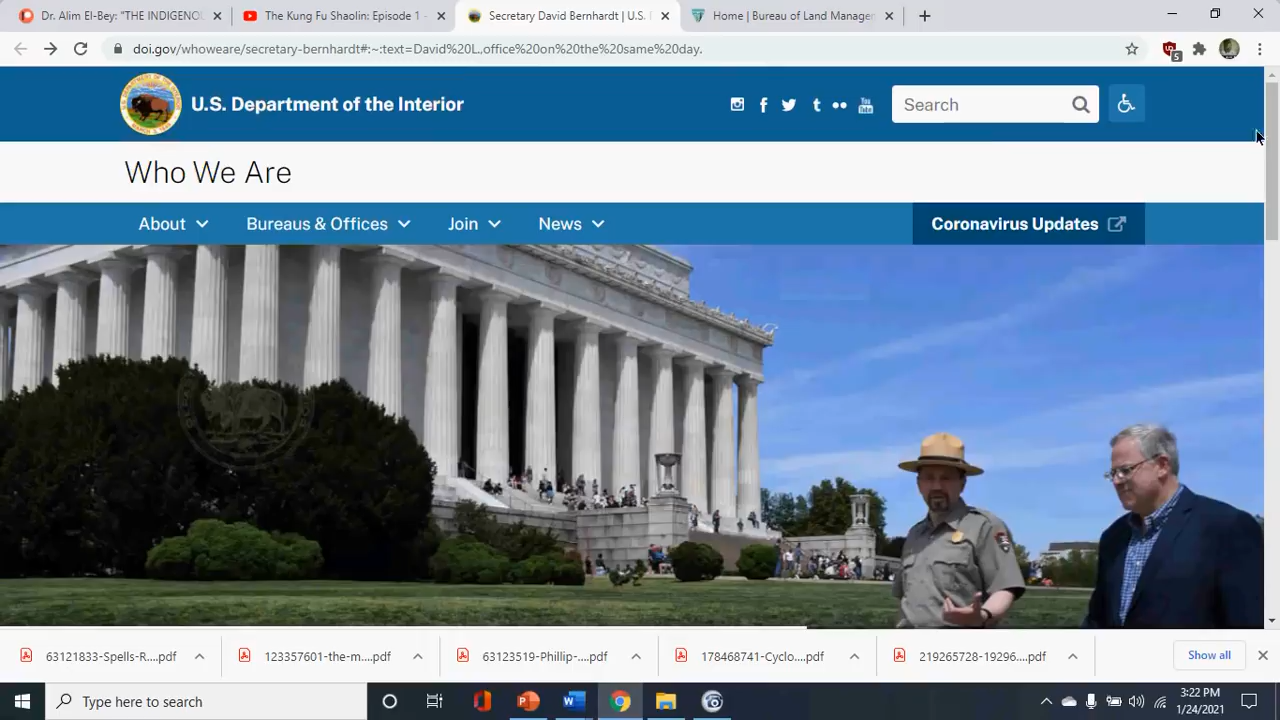 Dr. Alim El-Bey: "THE INDIGENOU
The Kung Fu Shaolin: Episode 1 -
Secretary David Bernhardt | U.S.
Home | Bureau of Land Managem
doi.gov/whoweare/secretary-bernhardt#:~:text=David%20L.,office%20on%20the%20same%20day.
5
U.S. Department of the Interior
You Tube
Search
Who We Are
About
Bureaus & Offices
Join
News
Coronavirus Updates
63121833-Spells-R....pdf
123357601-the-m....pdf
63123519-Phillip-....pdf
178468741-Cyclo....pdf
219265728-19296....pdf
Show all
Type here to search
3:22 PM
1/24/2021